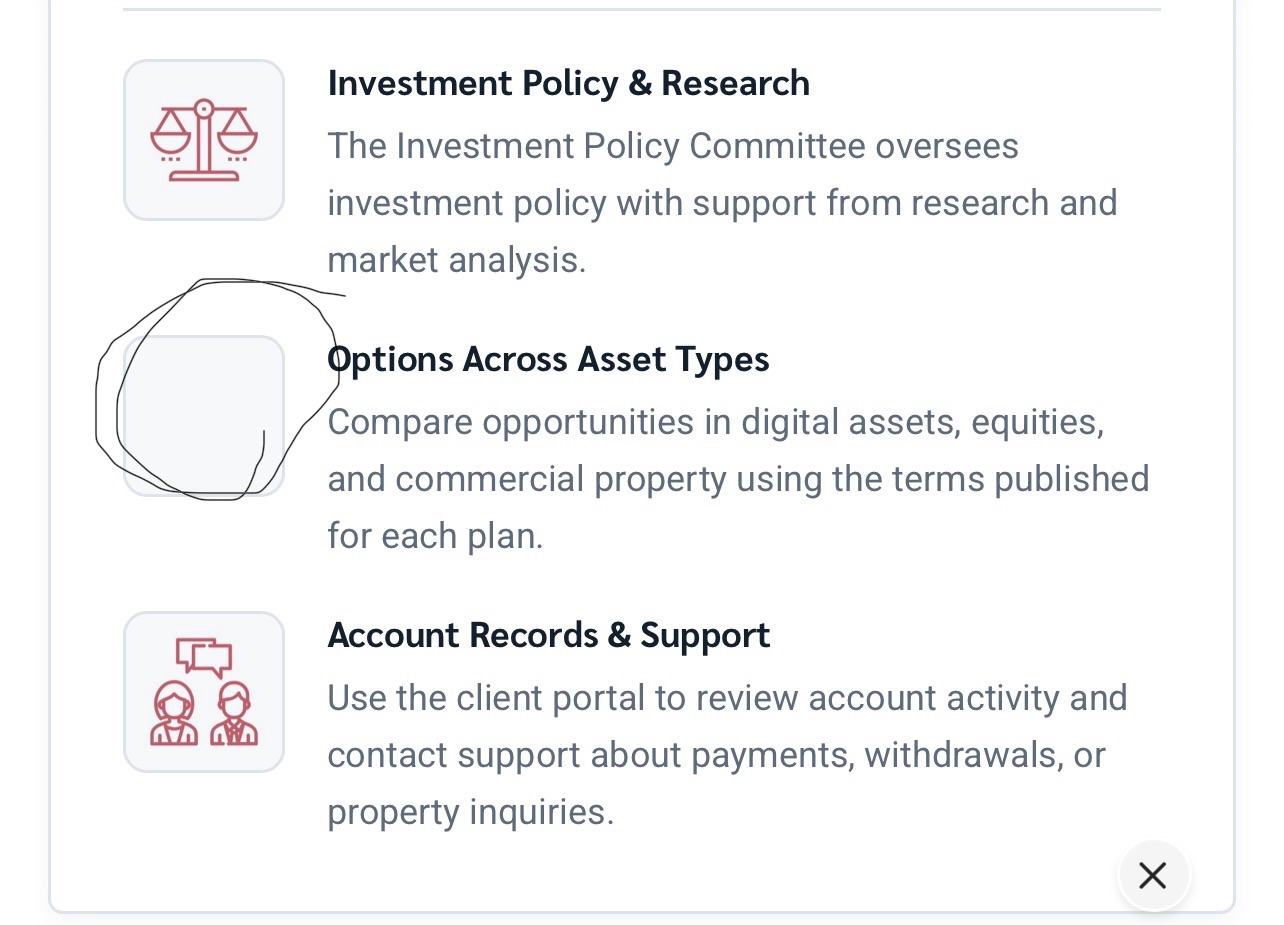 Investment Policy & Research
The Investment Policy Committee oversees
investment policy with support from research and
market analysis.
Options Across Asset Types
Compare opportunities in digital assets, equities,
and commercial property using the terms published
for each plan.
Account Records & Support
Use the client portal to review account activity and
contact support about payments, withdrawals, or
property inquiries.